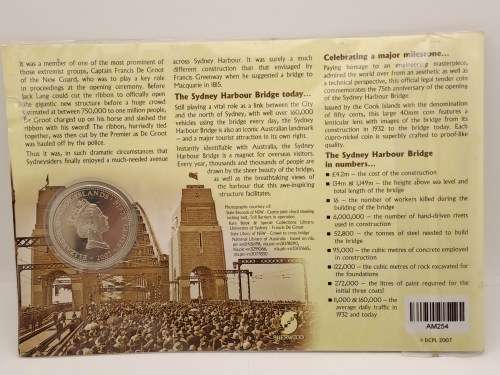 It was a member of one of the most prominent of
those extremist groups, Captain Francis De Groot
of the New Guard, who was to play a key role
in proceedings at the opening ceremony. Before
Jack Lang could cut the ribbon to officially open
the gigantic new structure before a huge crowd
estimated at between 750,000 to one million people,
De Groot charged up on his horse and slashed the
ribbon with his sword! The ribbon, hurriedly tied
together, was then cut by the Premier as De Groot
was hauled off by the police.
Thus it was, in such dramatic circumstances that
Sydneysiders finally enjoyed a much-needed avenue
across Sydney Harbour. It was surely a much
different construction than that envisaged by
Francis Greenway when he suggested a bridge to
Macquarie in 1815.
The Sydney Harbour Bridge today...
Still playing a vital role as a link between the City
and the north of Sydney, with well over 160,000
vehicles using the bridge every day, the Sydney
Harbour Bridge is also an iconic Australian landmark
– and a major tourist attraction in its own right.
Instantly identifiable with Australia, the Sydney
Harbour Bridge is a magnet for overseas visitors.
Every year, thousands and thousands of people are
drawn by the sheer beauty of the bridge,
as well as the breathtaking views of
the harbour that this awe-inspiring
structure facilitates.
Photographs courtesy of:
University of Sydney - Francis De Groot
National Library of Australia
ISLANDS
2007
SHERWOOD
Celebrating a major milestone...
Paying homage to an engineering masterpiece,
admired the world over from an aesthetic as well as
a technical perspective, this official legal tender coin
commemorates the 75th anniversary of the opening
of the Sydney Harbour Bridge.
Issued by the Cook Islands with the denomination
of fifty cents, this large 40mm coin features a
lenticular lens with images of the bridge from its
construction in 1932 to the bridge today. Each
cupro-nickel coin is superbly crafted to proof-like
quality.
The Sydney Harbour Bridge
in numbers...
£4.2m – the cost of the construction
134m & 1,149m – the height above sea level and
total length of the bridge
16 – the number of workers killed during the
building of the bridge
6,000,000 – the number of hand-driven rivets
used in construction
52,800 – the tonnes of steel needed to build
the bridge
95,000 – the cubic metres of concrete employed
in construction
122,000 – the cubic metres of rock excavated for
the foundations
272,000 – the litres of paint required for the
initial three coats!
11,000 & 160,000 – the
average daily traffic in
1932 and today
AM254
© DCPL 2007